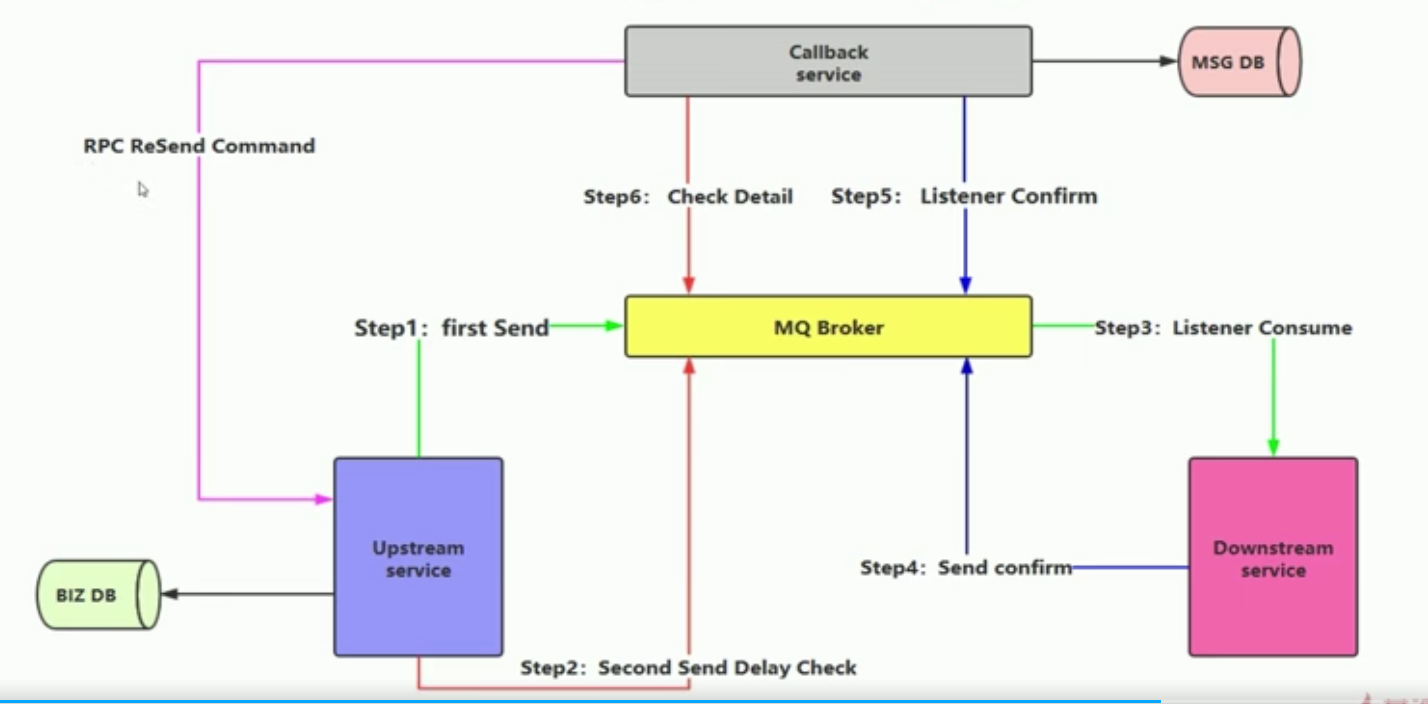 Callback
service
MSG DB
RPC ReSend Command
Step6: Check Detail
Step5: Listener Confirm
Step1: first Send
MQ Broker
Step3: Listener Consume
Upstream
service
Downstream
service
BIZ DB
Step4: Send confirm
Step2: Second Send Delay Check